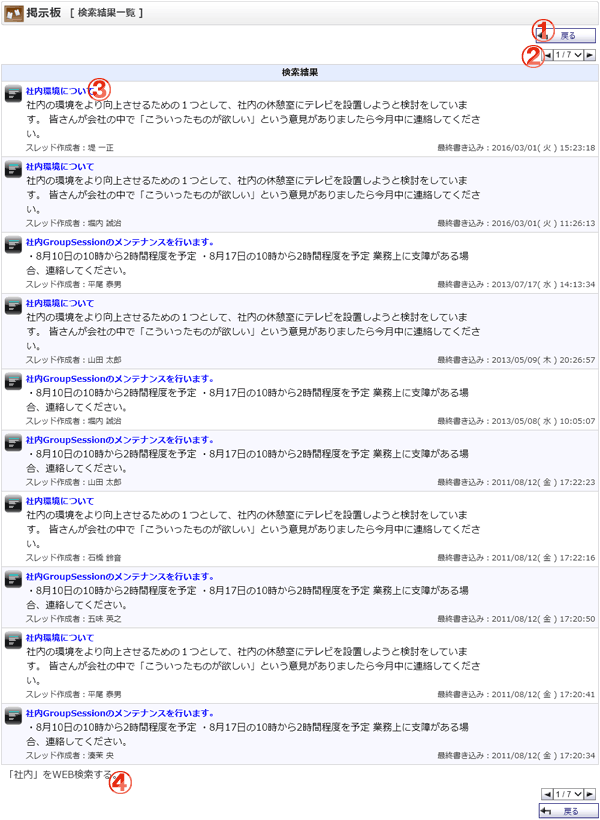 掲示板 [ 検索結果一覧 ]
① 戻る
② 1 / 7
検索結果
社内環境について ③
社内の環境をより向上させるための１つとして、社内の休憩室にテレビを設置しようと検討をしていま
す。 皆さんが会社の中で「こういったものが欲しい」という意見がありましたら今月中に連絡してくださ
い。
スレッド作成者：堤 一正 最終書き込み：2016/03/01( 火 ) 15:23:18
社内環境について
社内の環境をより向上させるための１つとして、社内の休憩室にテレビを設置しようと検討をしていま
す。 皆さんが会社の中で「こういったものが欲しい」という意見がありましたら今月中に連絡してくださ
い。
スレッド作成者：堀内 誠治 最終書き込み：2016/03/01( 火 ) 11:26:13
社内GroupSessionのメンテナンスを行います。
・8月10日の10時から2時間程度を予定 ・8月17日の10時から2時間程度を予定 業務上に支障がある場
合、連絡してください。
スレッド作成者：平尾 泰男 最終書き込み：2013/07/17( 水 ) 14:13:34
社内環境について
社内の環境をより向上させるための１つとして、社内の休憩室にテレビを設置しようと検討をしていま
す。 皆さんが会社の中で「こういったものが欲しい」という意見がありましたら今月中に連絡してくださ
い。
スレッド作成者：山田 太郎 最終書き込み：2013/05/09( 木 ) 20:26:57
社内GroupSessionのメンテナンスを行います。
・8月10日の10時から2時間程度を予定 ・8月17日の10時から2時間程度を予定 業務上に支障がある場
合、連絡してください。
スレッド作成者：堀内 誠治 最終書き込み：2013/05/08( 水 ) 10:05:07
社内GroupSessionのメンテナンスを行います。
・8月10日の10時から2時間程度を予定 ・8月17日の10時から2時間程度を予定 業務上に支障がある場
合、連絡してください。
スレッド作成者：山田 太郎 最終書き込み：2011/08/12( 金 ) 17:22:23
社内環境について
社内の環境をより向上させるための１つとして、社内の休憩室にテレビを設置しようと検討をしていま
す。 皆さんが会社の中で「こういったものが欲しい」という意見がありましたら今月中に連絡してくださ
い。
スレッド作成者：石橋 鈴音 最終書き込み：2011/08/12( 金 ) 17:22:16
社内GroupSessionのメンテナンスを行います。
・8月10日の10時から2時間程度を予定 ・8月17日の10時から2時間程度を予定 業務上に支障がある場
合、連絡してください。
スレッド作成者：五味 英之 最終書き込み：2011/08/12( 金 ) 17:20:50
社内環境について
社内の環境をより向上させるための１つとして、社内の休憩室にテレビを設置しようと検討をしていま
す。 皆さんが会社の中で「こういったものが欲しい」という意見がありましたら今月中に連絡してくださ
い。
スレッド作成者：平尾 泰男 最終書き込み：2011/08/12( 金 ) 17:20:41
社内GroupSessionのメンテナンスを行います。
・8月10日の10時から2時間程度を予定 ・8月17日の10時から2時間程度を予定 業務上に支障がある場
合、連絡してください。
スレッド作成者：湊茉 央 最終書き込み：2011/08/12( 金 ) 17:20:34
「社内」をWEB検索する。 ④
1 / 7
戻る